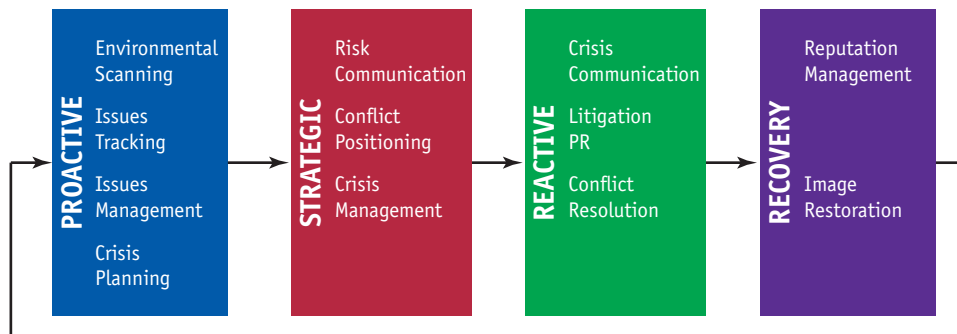 PROACTIVE
Environmental
Scanning
Issues
Tracking
Issues
Management
Crisis
Planning
STRATEGIC
Risk
Communication
Conflict
Positioning
Crisis
Management
REACTIVE
Crisis
Communication
Litigation
PR
Conflict
Resolution
RECOVERY
Reputation
Management
Image
Restoration